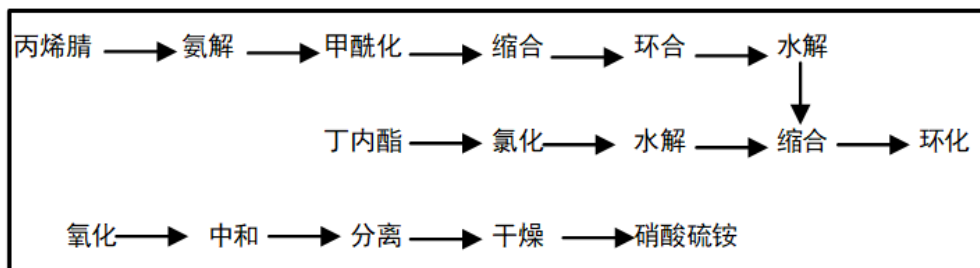 丙烯腈 氨解 甲酰化 缩合 环合 水解
丁内酯 氯化 水解 缩合 环化
氧化 中和 分离 干燥 硝酸硫铵